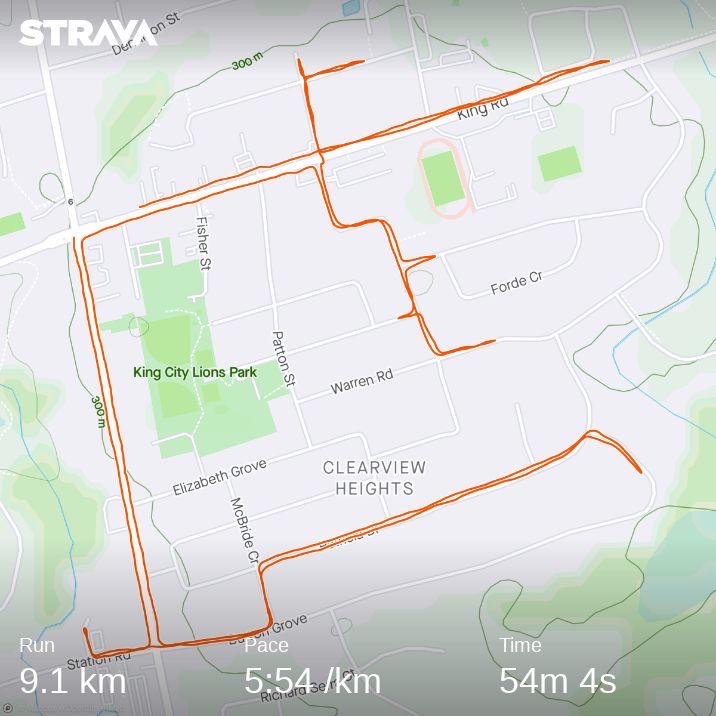 STRAVA
300 m
King Rd
6
Fisher St
Forde Cr
Patton St
King City Lions Park
Warren Rd
300 m
CLEARVIEW
HEIGHTS
Elizabeth Grove
McBride Cr
Station Rd
Run
Pace
Time
9.1 km
5:54 /km
54m 4s